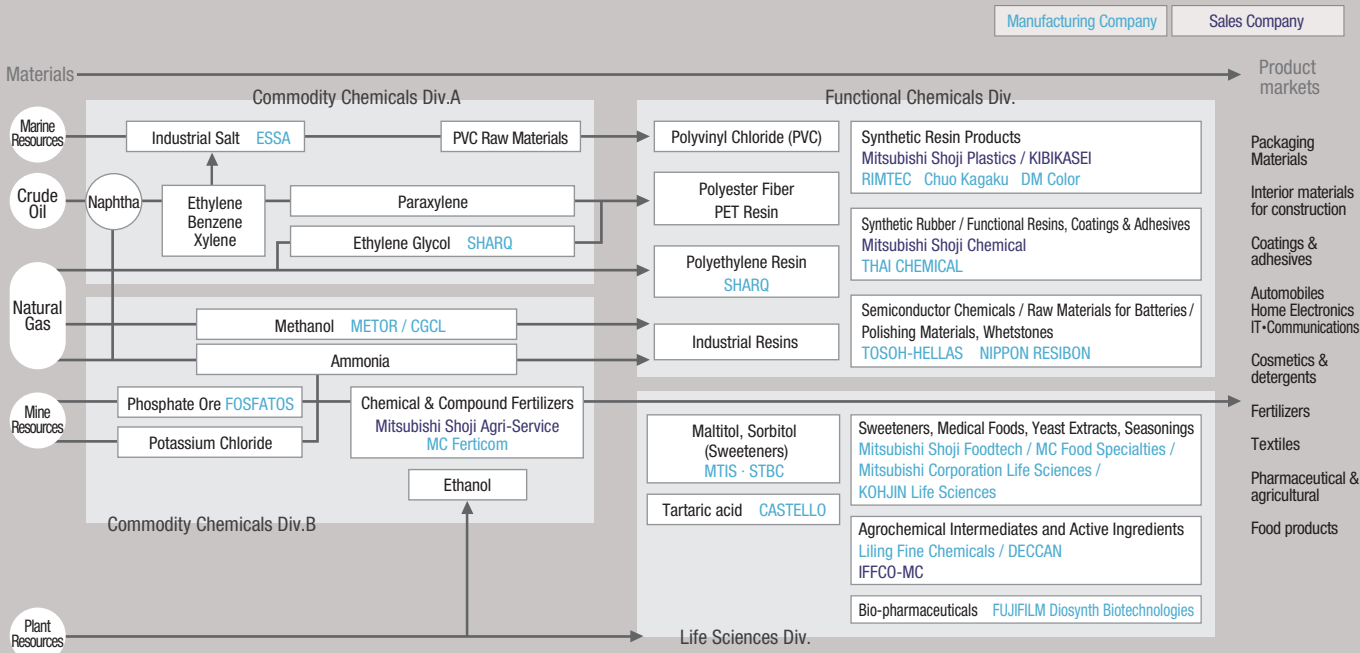 Manufacturing Company
Sales Company
Materials
Product
markets
Commodity Chemicals Div.A
Functional Chemicals Div.
Marine
Resources
Industrial Salt ESSA
PVC Raw Materials
Polyvinyl Chloride (PVC)
Synthetic Resin Products
Mitsubishi Shoji Plastics / KIBIKASEI
RIMTEC Chuo Kagaku DM Color
Crude
Oil
Naphtha
Ethylene
Benzene
Xylene
Paraxylene
Ethylene Glycol SHARQ
Polyester Fiber
PET Resin
Synthetic Rubber / Functional Resins, Coatings & Adhesives
Mitsubishi Shoji Chemical
THAI CHEMICAL
Polyethylene Resin
SHARQ
Natural
Gas
Methanol METOR / CGCL
Ammonia
Industrial Resins
Semiconductor Chemicals / Raw Materials for Batteries /
Polishing Materials, Whetstones
TOSOH-HELLAS NIPPON RESIBON
Mine
Resources
Phosphate Ore FOSFATOS
Potassium Chloride
Chemical & Compound Fertilizers
Mitsubishi Shoji Agri-Service
MC Ferticom
Ethanol
Commodity Chemicals Div.B
Maltitol, Sorbitol
(Sweeteners)
MTIS · STBC
Tartaric acid CASTELLO
Sweeteners, Medical Foods, Yeast Extracts, Seasonings
Mitsubishi Shoji Foodtech / MC Food Specialties /
Mitsubishi Corporation Life Sciences /
KOHJIN Life Sciences
Agrochemical Intermediates and Active Ingredients
Liling Fine Chemicals / DECCAN
IFFCO-MC
Bio-pharmaceuticals FUJIFILM Diosynth Biotechnologies
Plant
Resources
Life Sciences Div.
Packaging
Materials
Interior materials
for construction
Coatings &
adhesives
Automobiles
Home Electronics
IT•Communications
Cosmetics &
detergents
Fertilizers
Textiles
Pharmaceutical &
agricultural
Food products